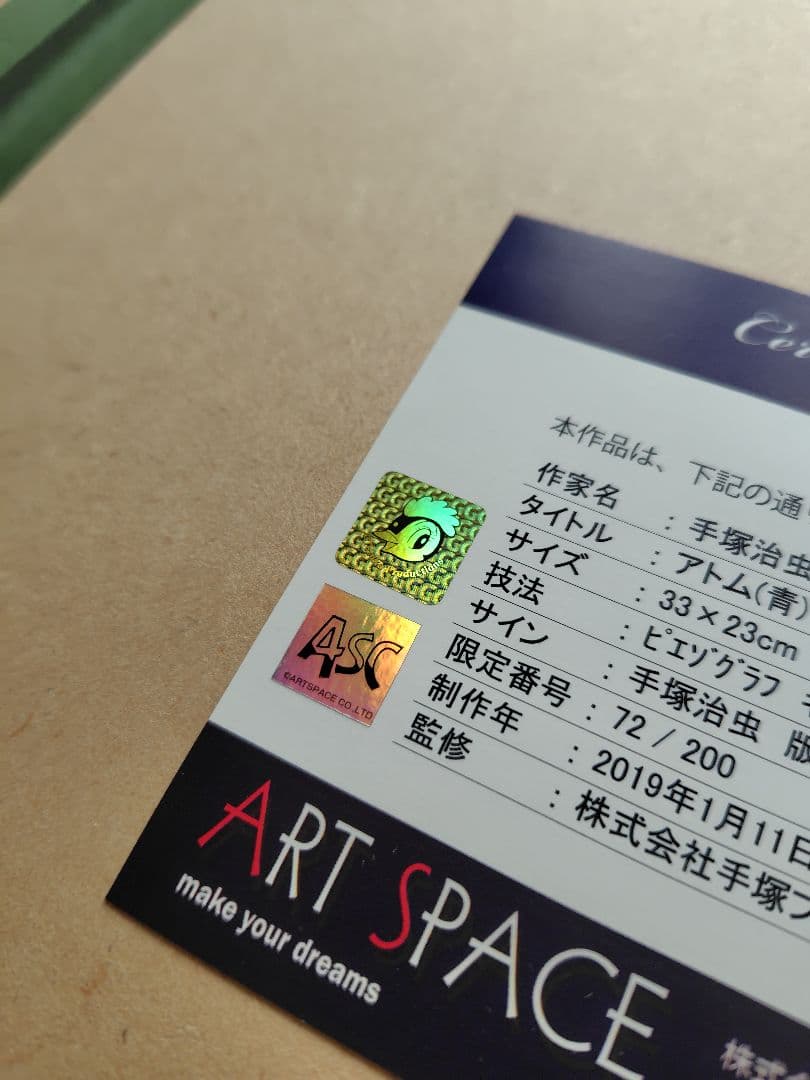 Cer
本作品は、下記の通り
作家名 : 手塚治虫
タイトル : アトム(青)
サイズ : 33×23cm
技法 : ピエゾグラフ
サイン : 手塚治虫 版
限定番号 : 72 / 200
制作年 : 2019年1月11日
監修 : 株式会社手塚プ
Productions
ASC
©ARTSPACE CO.,LTD
ART SPACE
make your dreams
株式